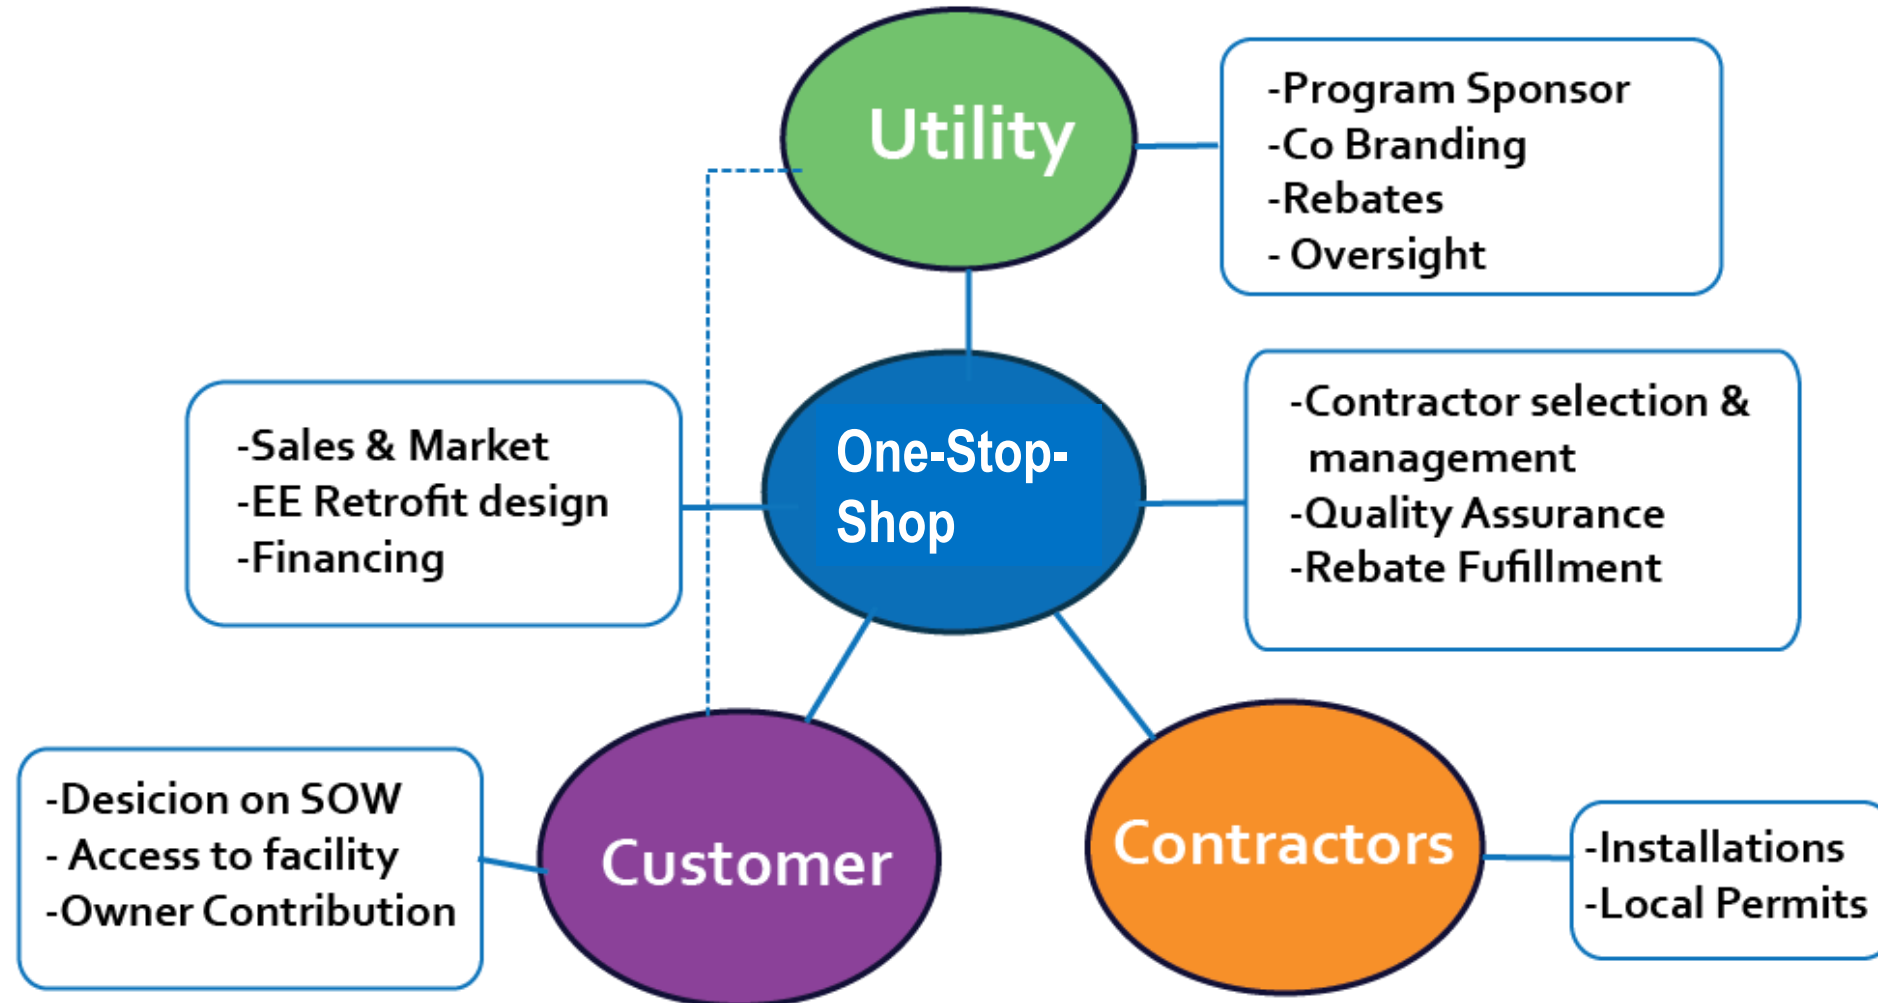 Utility
-Program Sponsor
-Co Branding
-Rebates
- Oversight
-Sales & Market
-EE Retrofit design
-Financing
One-Stop-
Shop
-Contractor selection &
management
-Quality Assurance
-Rebate Fufillment
-Desicion on SOW
- Access to facility
-Owner Contribution
Customer
Contractors
-Installations
-Local Permits